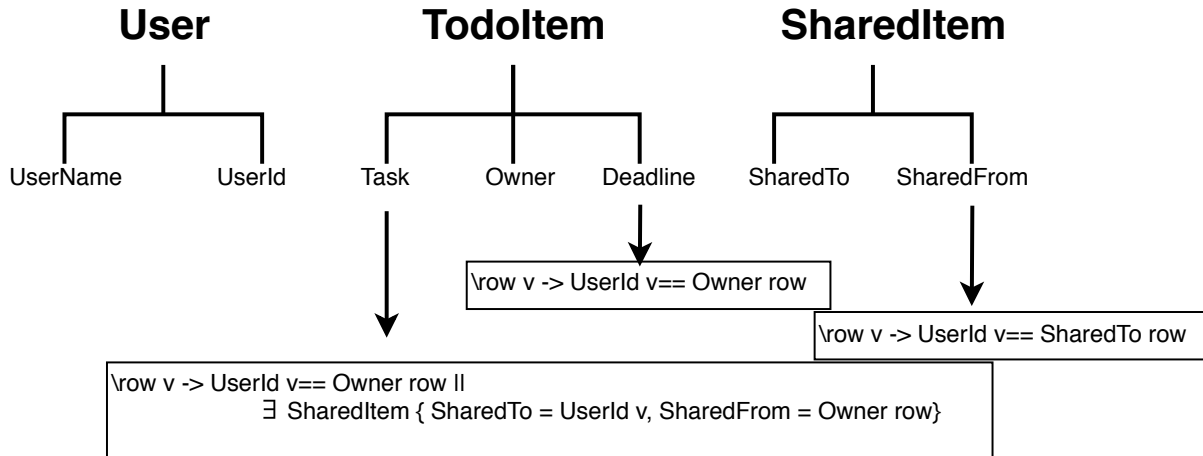 User TodoItem SharedItem
UserName UserId Task Owner Deadline SharedTo SharedFrom
\row v -> UserId v== Owner row
\row v -> UserId v== SharedTo row
\row v -> UserId v== Owner row ||
∃ SharedItem { SharedTo = UserId v, SharedFrom = Owner row}